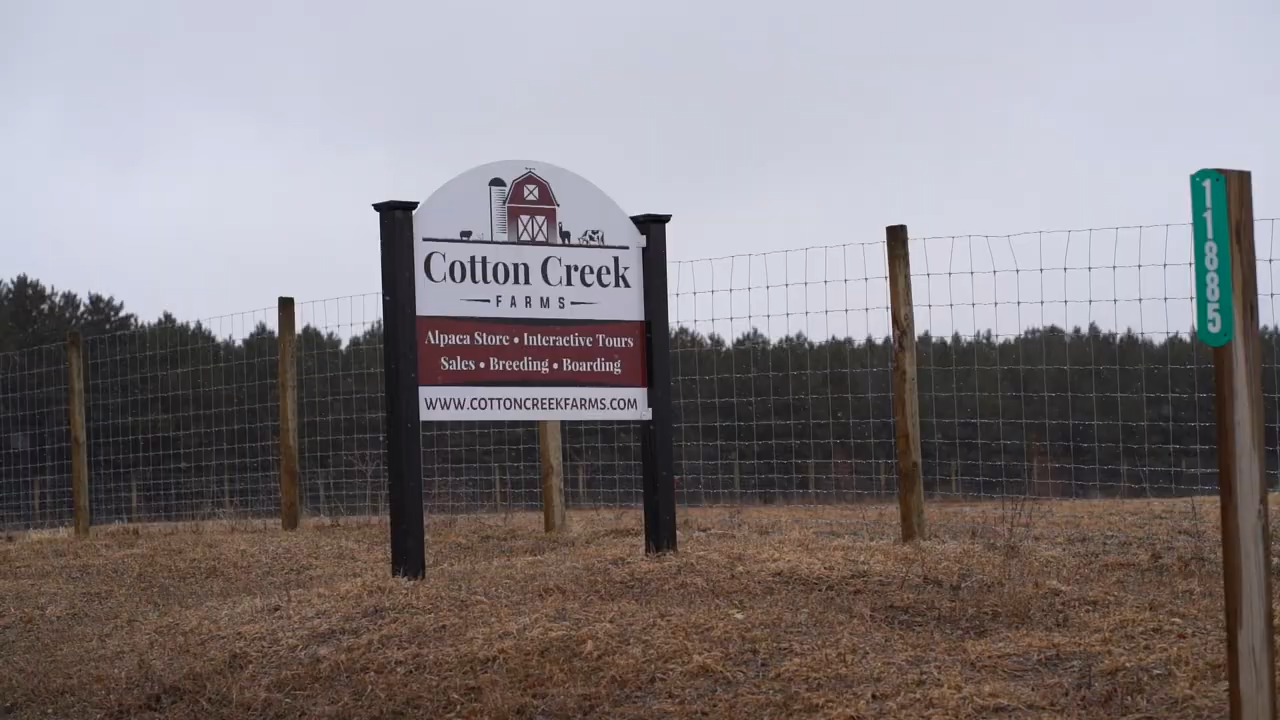 Cotton Creek
FARMS
Alpaca Store • Interactive Tours
Sales • Breeding • Boarding
WWW.COTTONCREEKFARMS.COM
11885